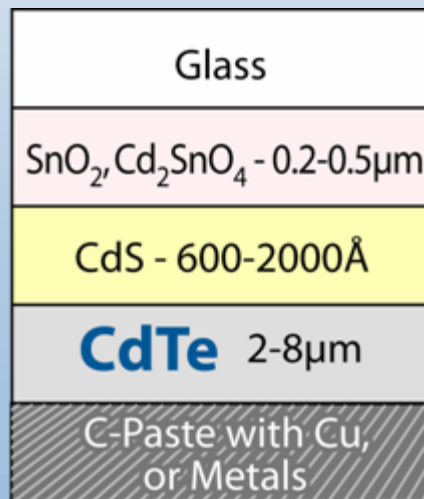 Glass
SnO₂, Cd₂SnO₄ - 0.2-0.5µm
CdS - 600-2000Å
CdTe 2-8µm
C-Paste with Cu,
or Metals